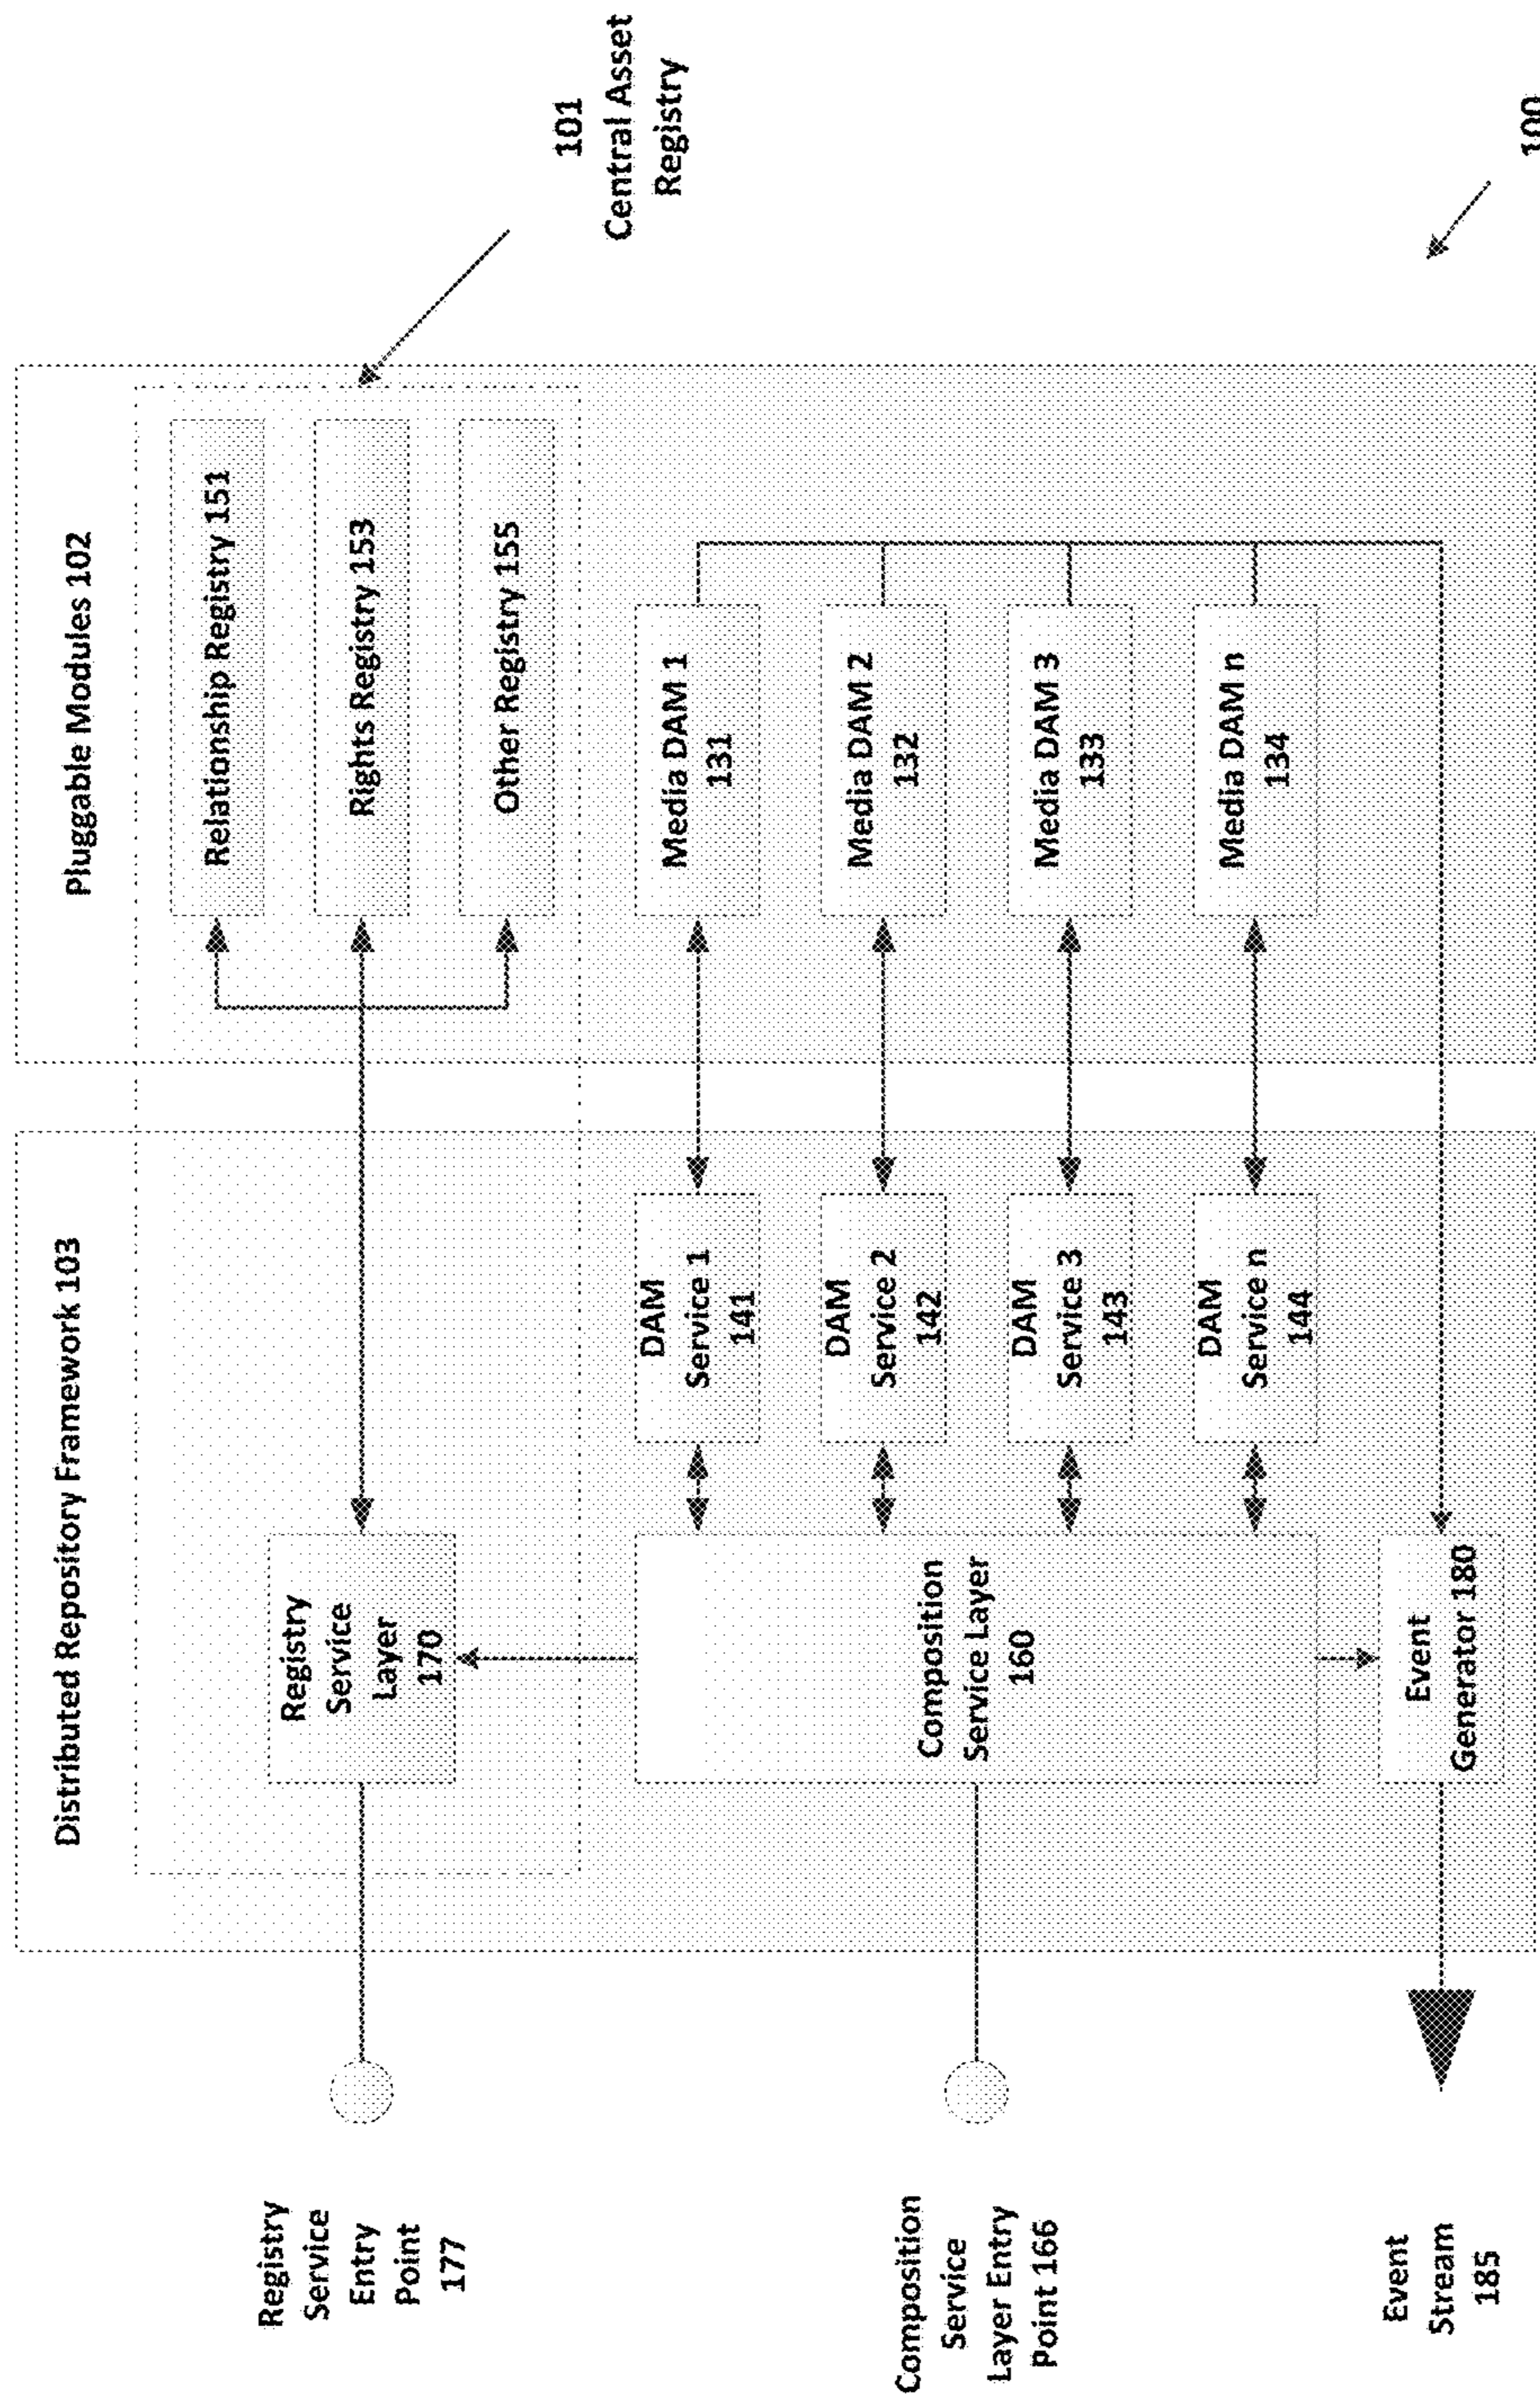 Distributed Repository Framework 103
Pluggable Modules 102
Registry
Service
Entry
Point
177
Registry
Service
Layer
170
Relationship Registry 151
Rights Registry 153
Other Registry 155
101
Central Asset
Registry
Composition
Service
Layer Entry
Point 166
Composition
Service Layer
160
DAM
Service 1
141
Media DAM 1
131
DAM
Service 2
142
Media DAM 2
132
DAM
Service 3
143
Media DAM 3
133
DAM
Service n
144
Media DAM n
134
Event
Stream
185
Event
Generator 180
100